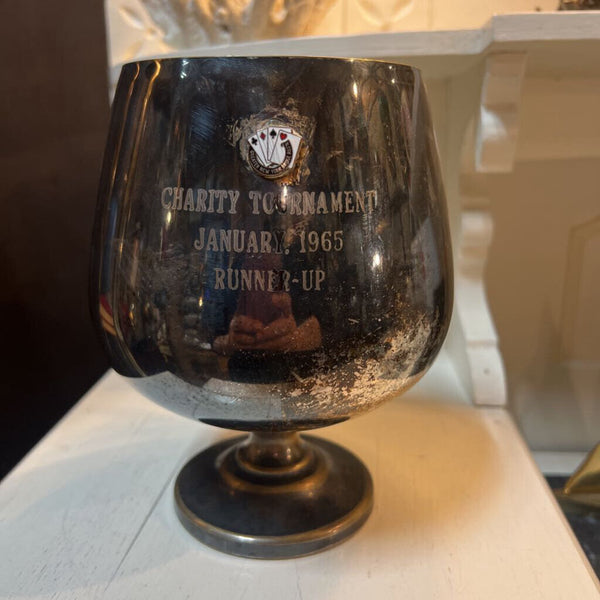 CHARITY TOURNAMENT
JANUARY, 1965
RUNNER-UP